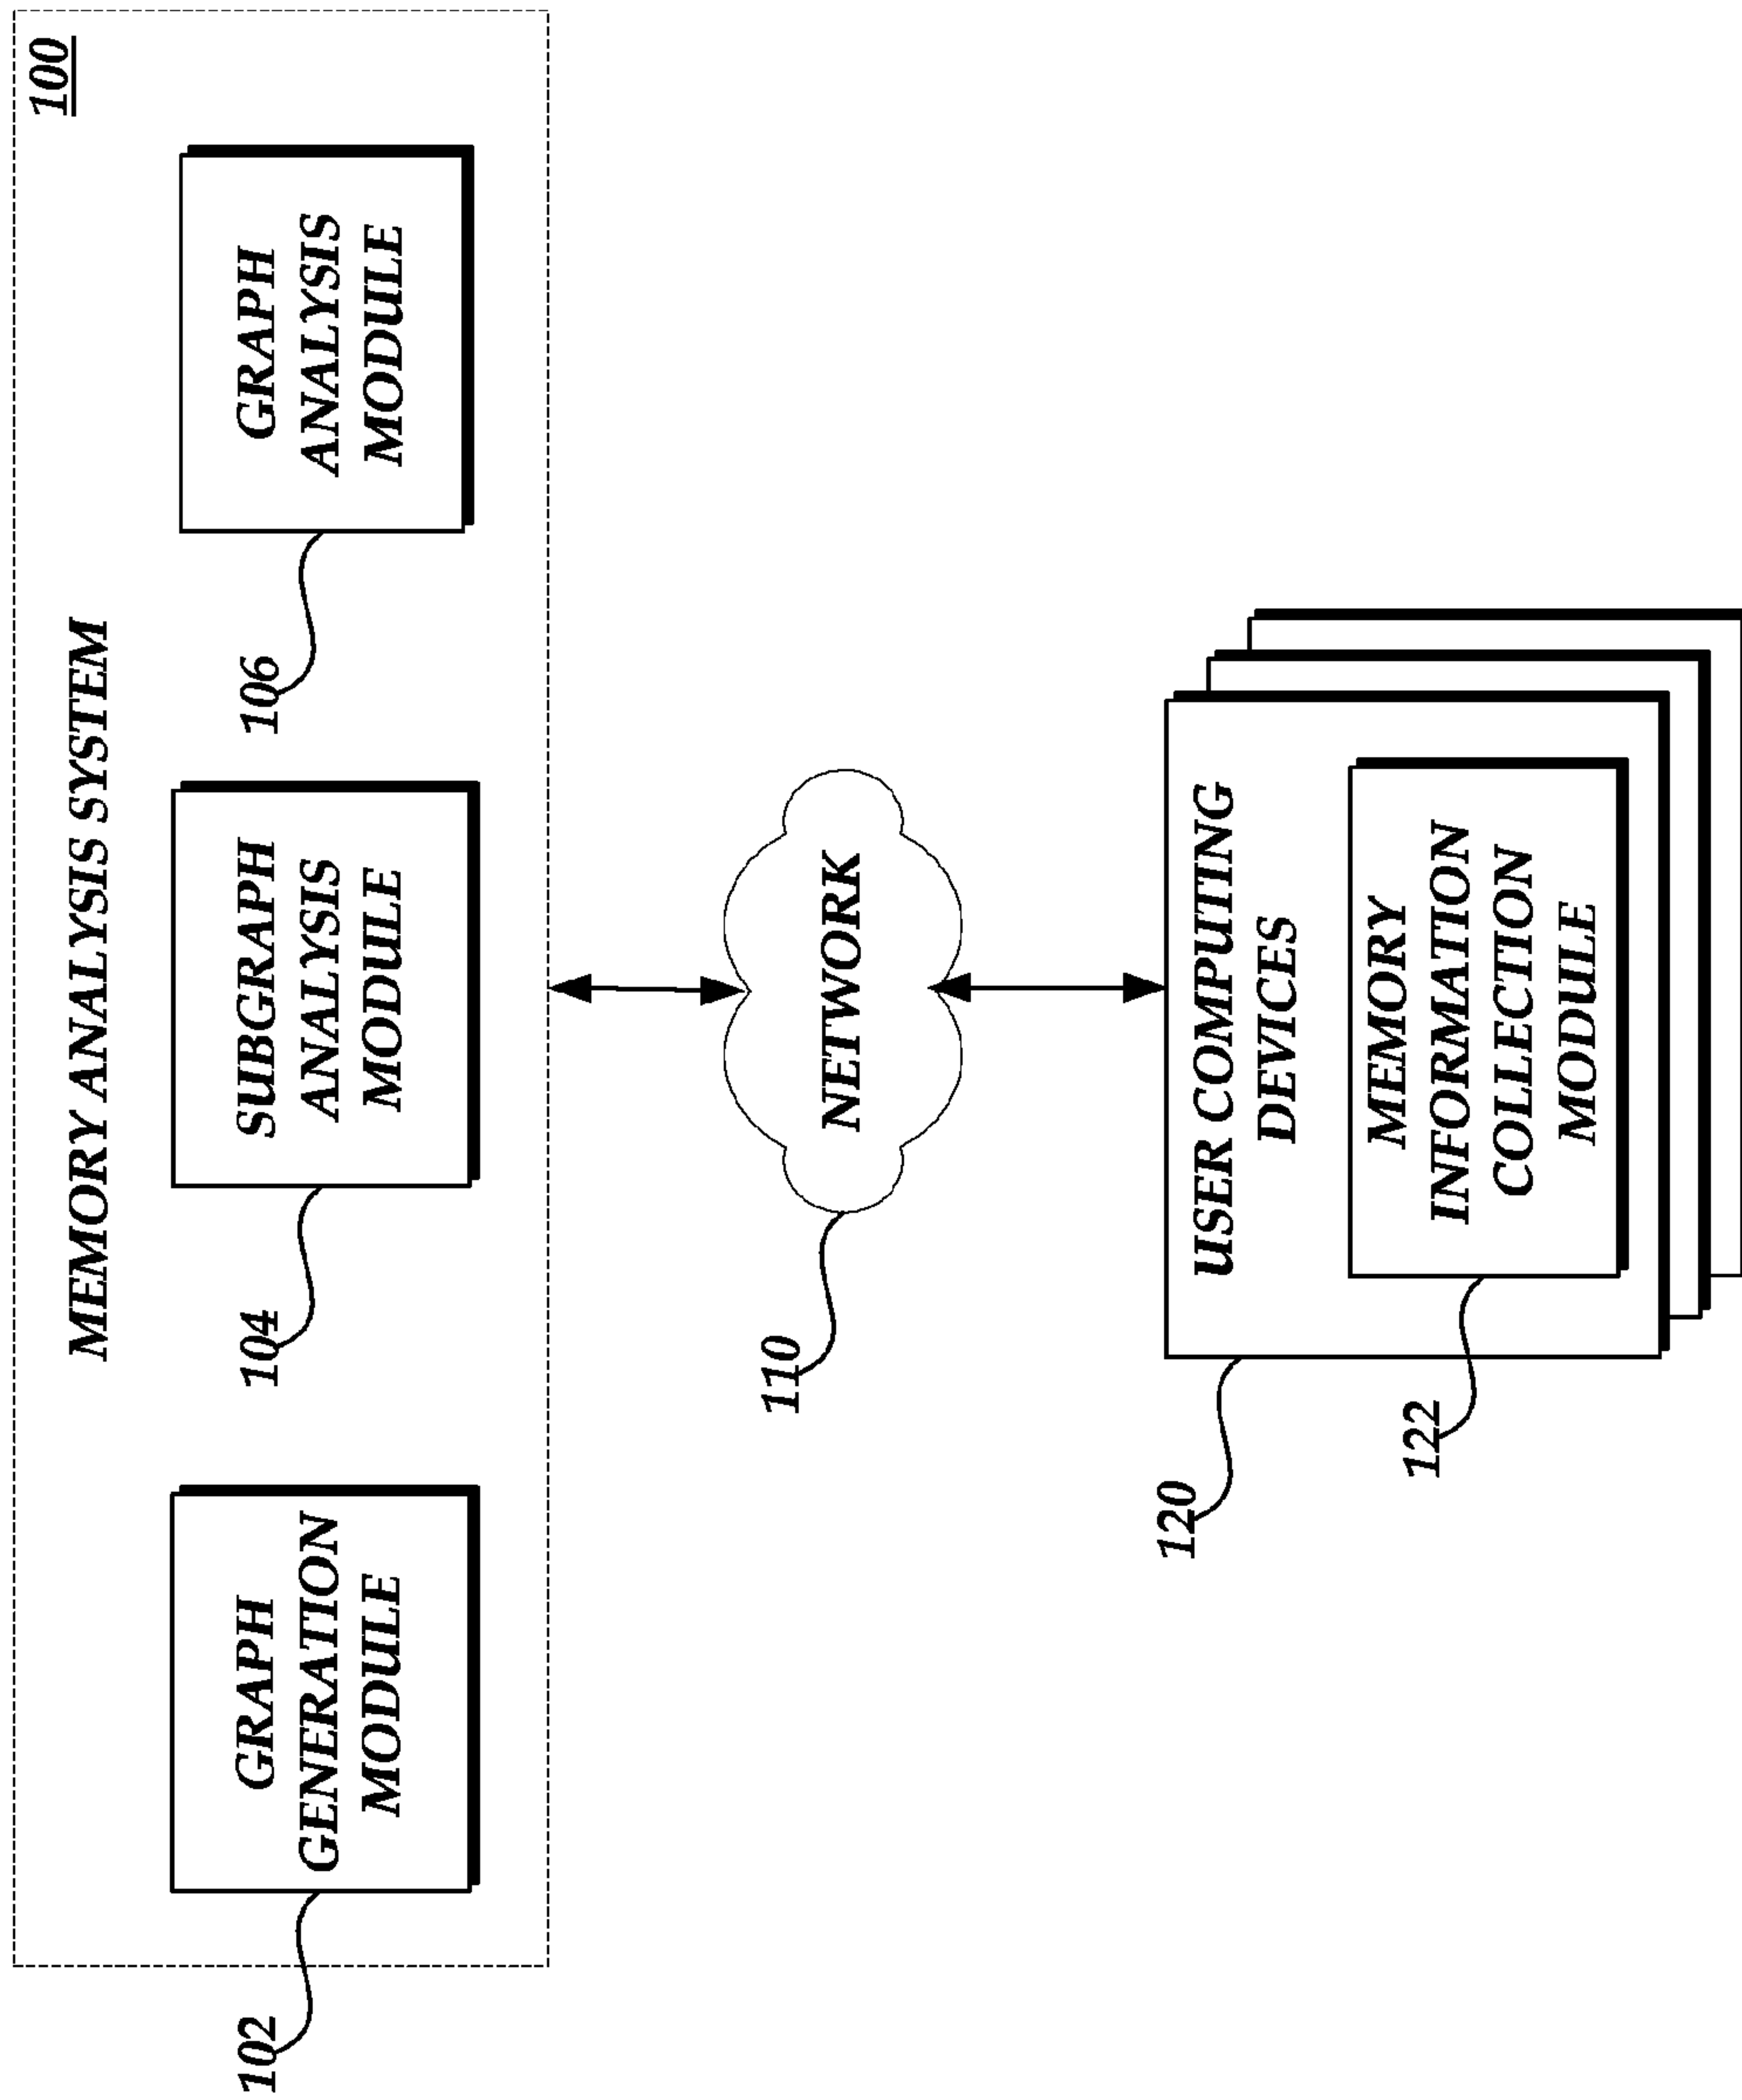 100
MEMORY ANALYSIS SYSTEM
GRAPH
GENERATION
MODULE
102
SUBGRAPH
ANALYSIS
MODULE
104
GRAPH
ANALYSIS
MODULE
106
NETWORK
110
USER COMPUTING
DEVICES
120
MEMORY
INFORMATION
COLLECTION
MODULE
122